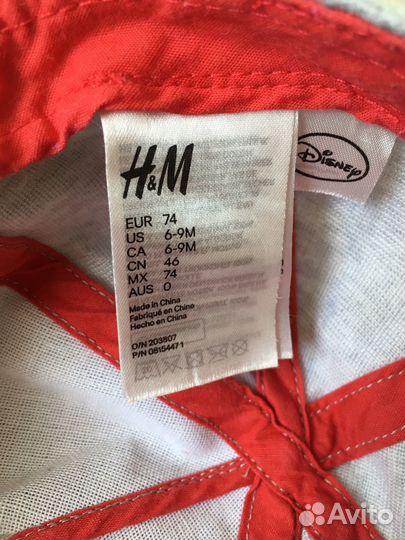 H&M
Disney
EUR 74
US 6-9M
CA 6-9M
CN 46
MX 74
AUS 0
Made in China
Fabriqué en Chine
Hecho en China
O/N 203807
P/N 08154471
Avito